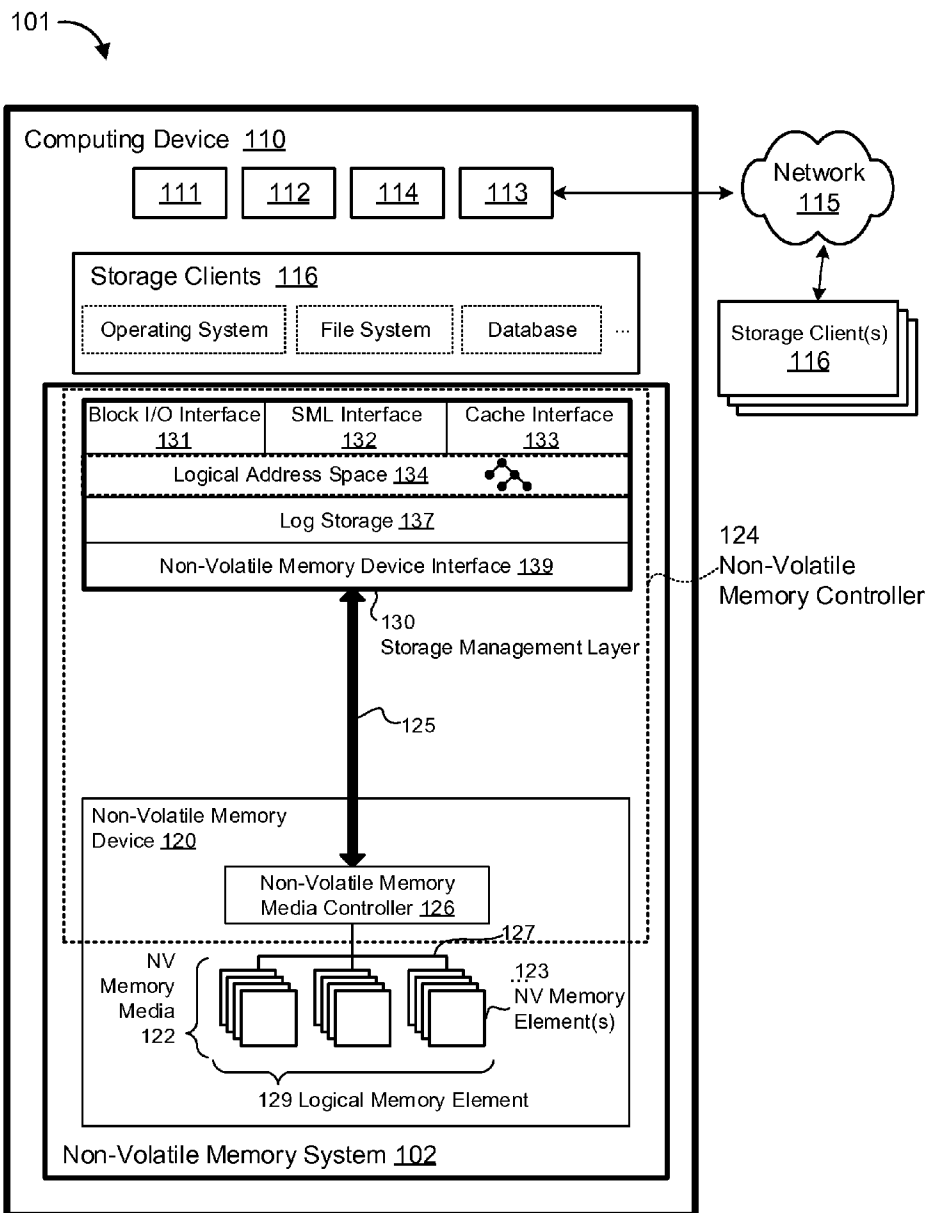 101
Computing Device 110
111 112 114 113
Network
115
Storage Clients 116
Operating System File System Database ...
Storage Client(s)
116
Block I/O Interface
131
SML Interface
132
Cache Interface
133
Logical Address Space 134
Log Storage 137
Non-Volatile Memory Device Interface 139
124
Non-Volatile
Memory Controller
130
Storage Management Layer
125
Non-Volatile Memory
Device 120
Non-Volatile Memory
Media Controller 126
127
NV
Memory
Media
122
...
123
NV Memory
Element(s)
129 Logical Memory Element
Non-Volatile Memory System 102